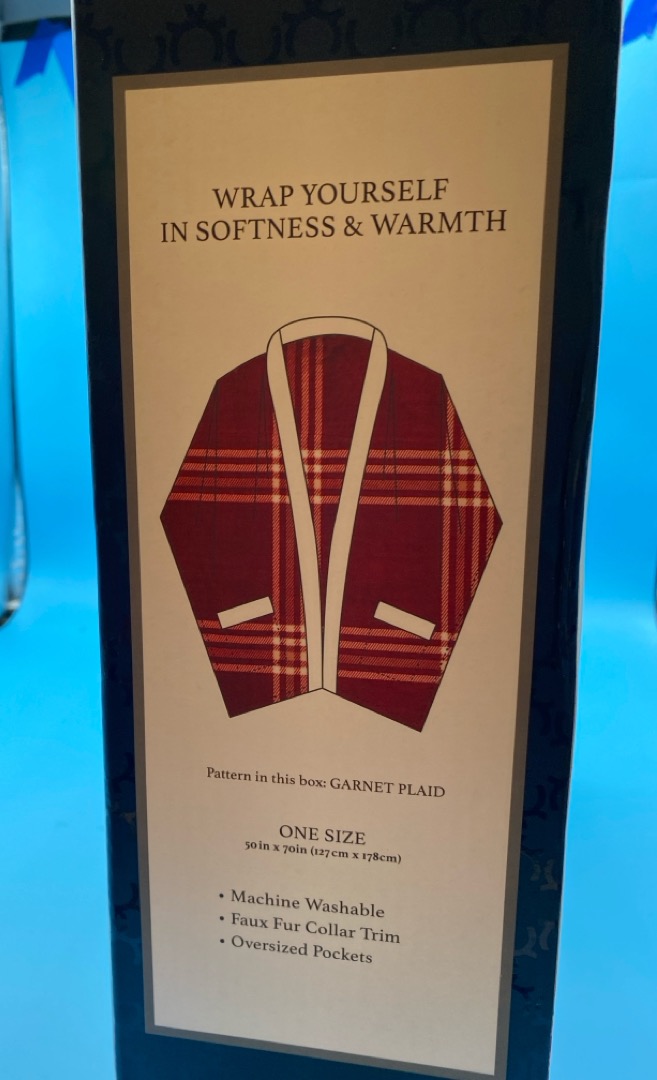 WRAP YOURSELF
IN SOFTNESS & WARMTH
Pattern in this box: GARNET PLAID
ONE SIZE
50in x 70in (127cm x 178cm)
• Machine Washable
• Faux Fur Collar Trim
• Oversized Pockets